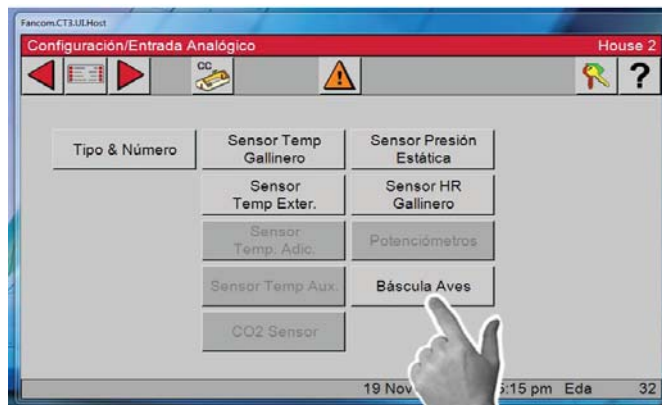 Fancom.CT3.UI.Host
Configuración/Entrada Analógico House 2
CC
?
Tipo & Número
Sensor Temp
Gallinero
Sensor Presión
Estática
Sensor
Temp Exter.
Sensor HR
Gallinero
Sensor
Temp. Adic.
Potenciómetros
Sensor Temp Aux.
Báscula Aves
CO2 Sensor
19 Nov 5:15 pm Eda 32